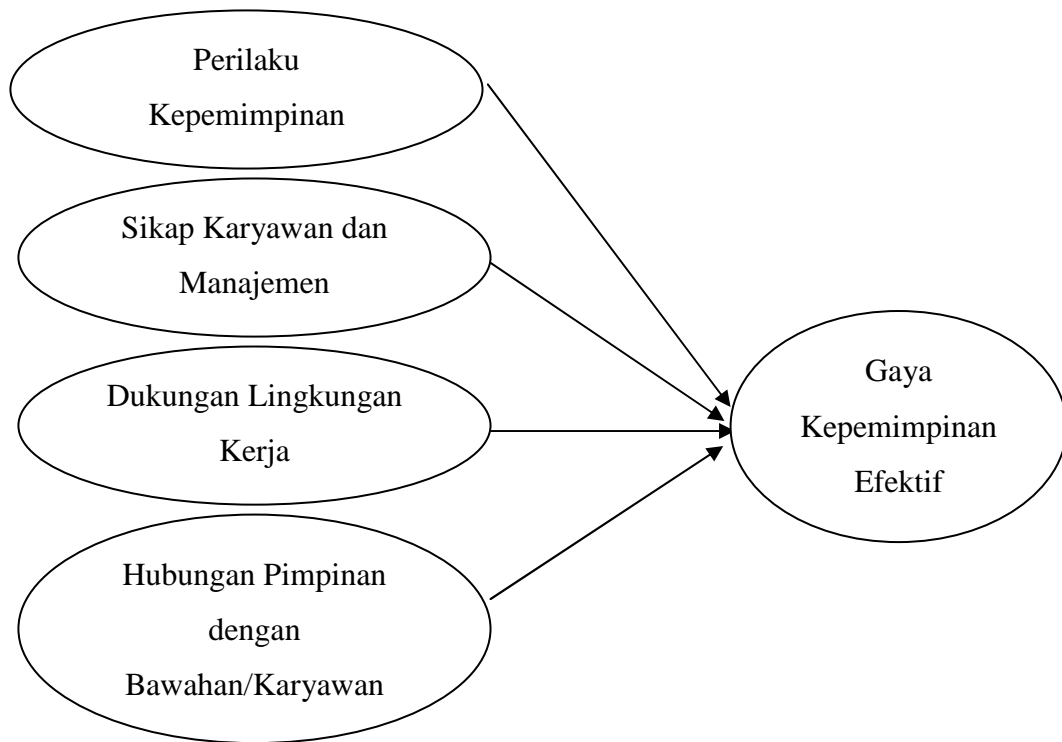 Perilaku
Kepemimpinan
Sikap Karyawan dan
Manajemen
Dukungan Lingkungan
Kerja
Hubungan Pimpinan
dengan
Bawahan/Karyawan
Gaya
Kepemimpinan
Efektif